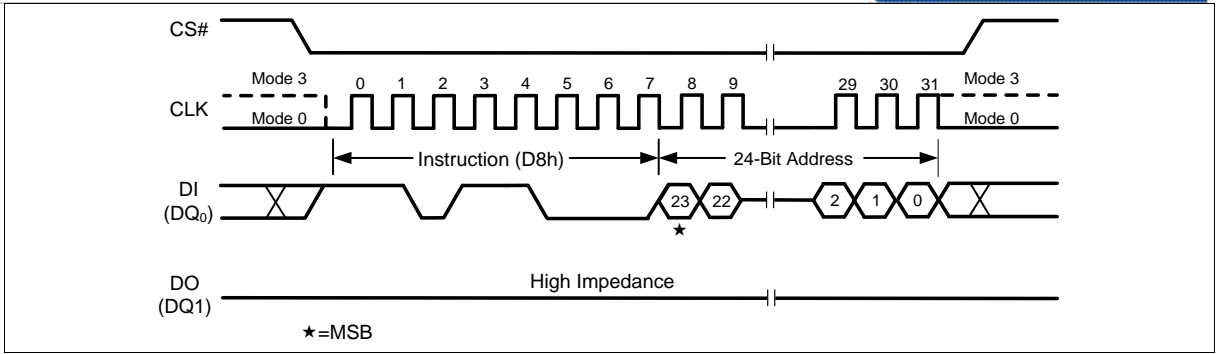 CS#
Mode 3 0 1 2 3 4 5 6 7 8 9 29 30 31 Mode 3
CLK
Mode 0 Mode 0
Instruction (D8h) 24-Bit Address
DI
(DQ₀) 23 22 2 1 0
★
DO High Impedance
(DQ1)
★=MSB